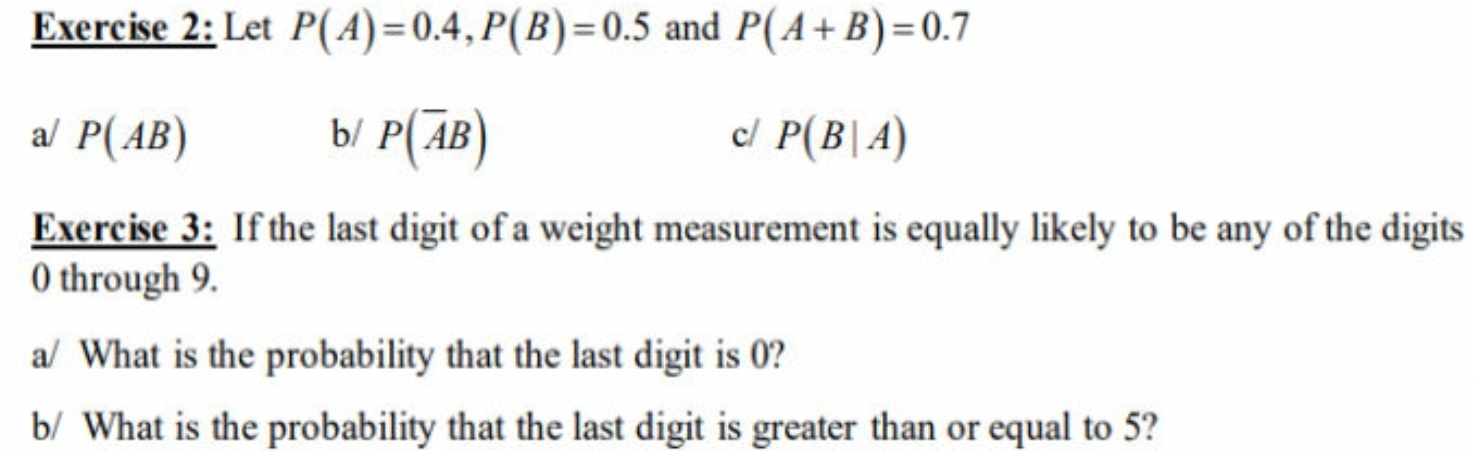 Exercise 2: Let P(A)=0.4, P(B)=0.5 and P(A+B)=0.7
a/ P(AB) b/ P(A̅B) c/ P(B|A)
Exercise 3: If the last digit of a weight measurement is equally likely to be any of the digits
0 through 9.
a/ What is the probability that the last digit is 0?
b/ What is the probability that the last digit is greater than or equal to 5?